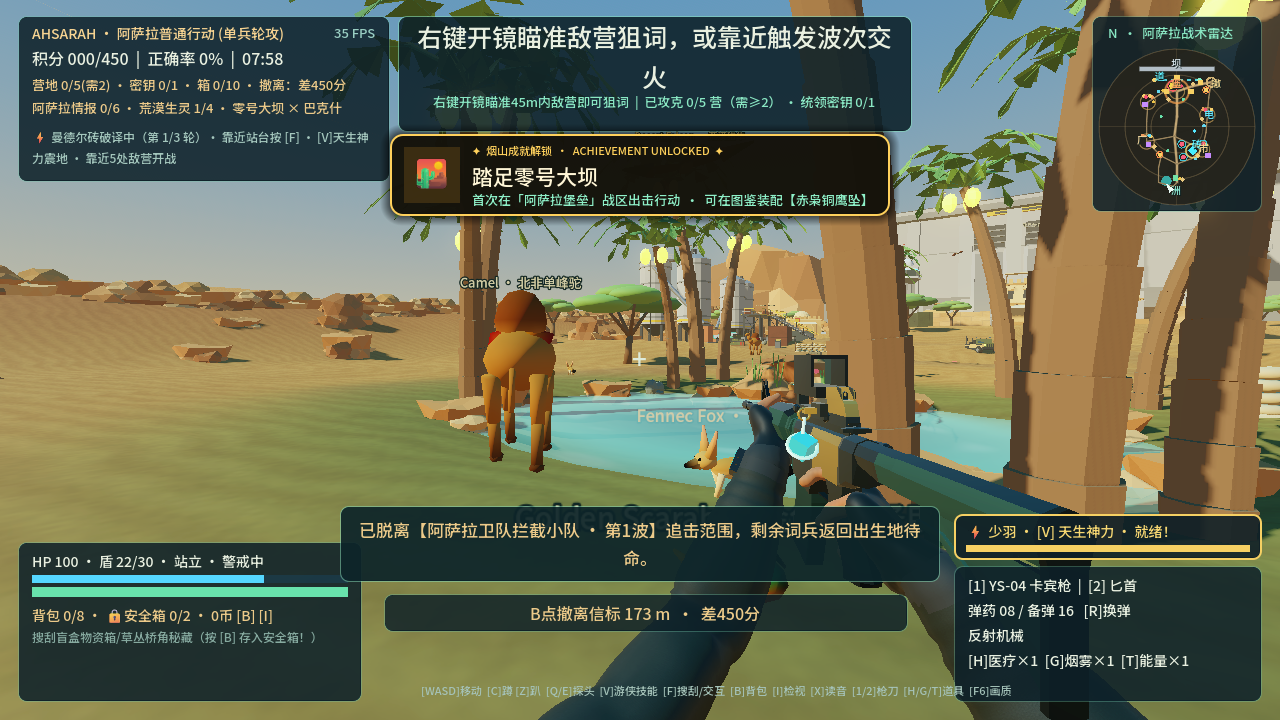 AHSARAH · 阿萨拉普通行动 (单兵轮攻) 35 FPS
积分 000/450 | 正确率 0% | 07:58
营地 0/5(需2) · 密钥 0/1 · 箱 0/10 · 撤离：差450分
阿萨拉情报 0/6 · 荒漠生灵 1/4 · 零号大坝 × 巴克什
曼德尔砖破译中（第 1/3 轮） · 靠近站台按 [F] · [V]天生神
力震地 · 靠近5处敌营开战
右键开镜瞄准敌营狙词，或靠近触发波次交
火
右键开镜瞄准45m内敌营即可狙词 | 已攻克 0/5 营（需≥2） · 统领密钥 0/1
✦ 烟山成就解锁 · ACHIEVEMENT UNLOCKED ✦
踏足零号大坝
首次在「阿萨拉堡垒」战区出击行动 · 可在图鉴装配【赤枭铜鹰坠】
N · 阿萨拉战术雷达
坝
Camel · 北非单峰驼
Fennec Fox ·
Golden Scarab
已脱离【阿萨拉卫队拦截小队 · 第1波】追击范围，剩余词兵返回出生地待
命。
B点撤离信标 173 m · 差450分
HP 100 · 盾 22/30 · 站立 · 警戒中
背包 0/8 · 安全箱 0/2 · 0币 [B] [I]
搜刮盲盒物资箱/草丛桥角秘藏（按 [B] 存入安全箱！）
少羽 · [V] 天生神力 · 就绪！
[1] YS-04 卡宾枪 | [2] 匕首
弹药 08 / 备弹 16 [R]换弹
反射机械
[H]医疗×1 [G]烟雾×1 [T]能量×1
[WASD]移动 [C]蹲 [Z]趴 [Q/E]探头 [V]游侠技能 [F]搜刮/交互 [B]背包 [I]检视 [X]读音 [1/2]枪刀 [H/G/T]道具 [F6]画质